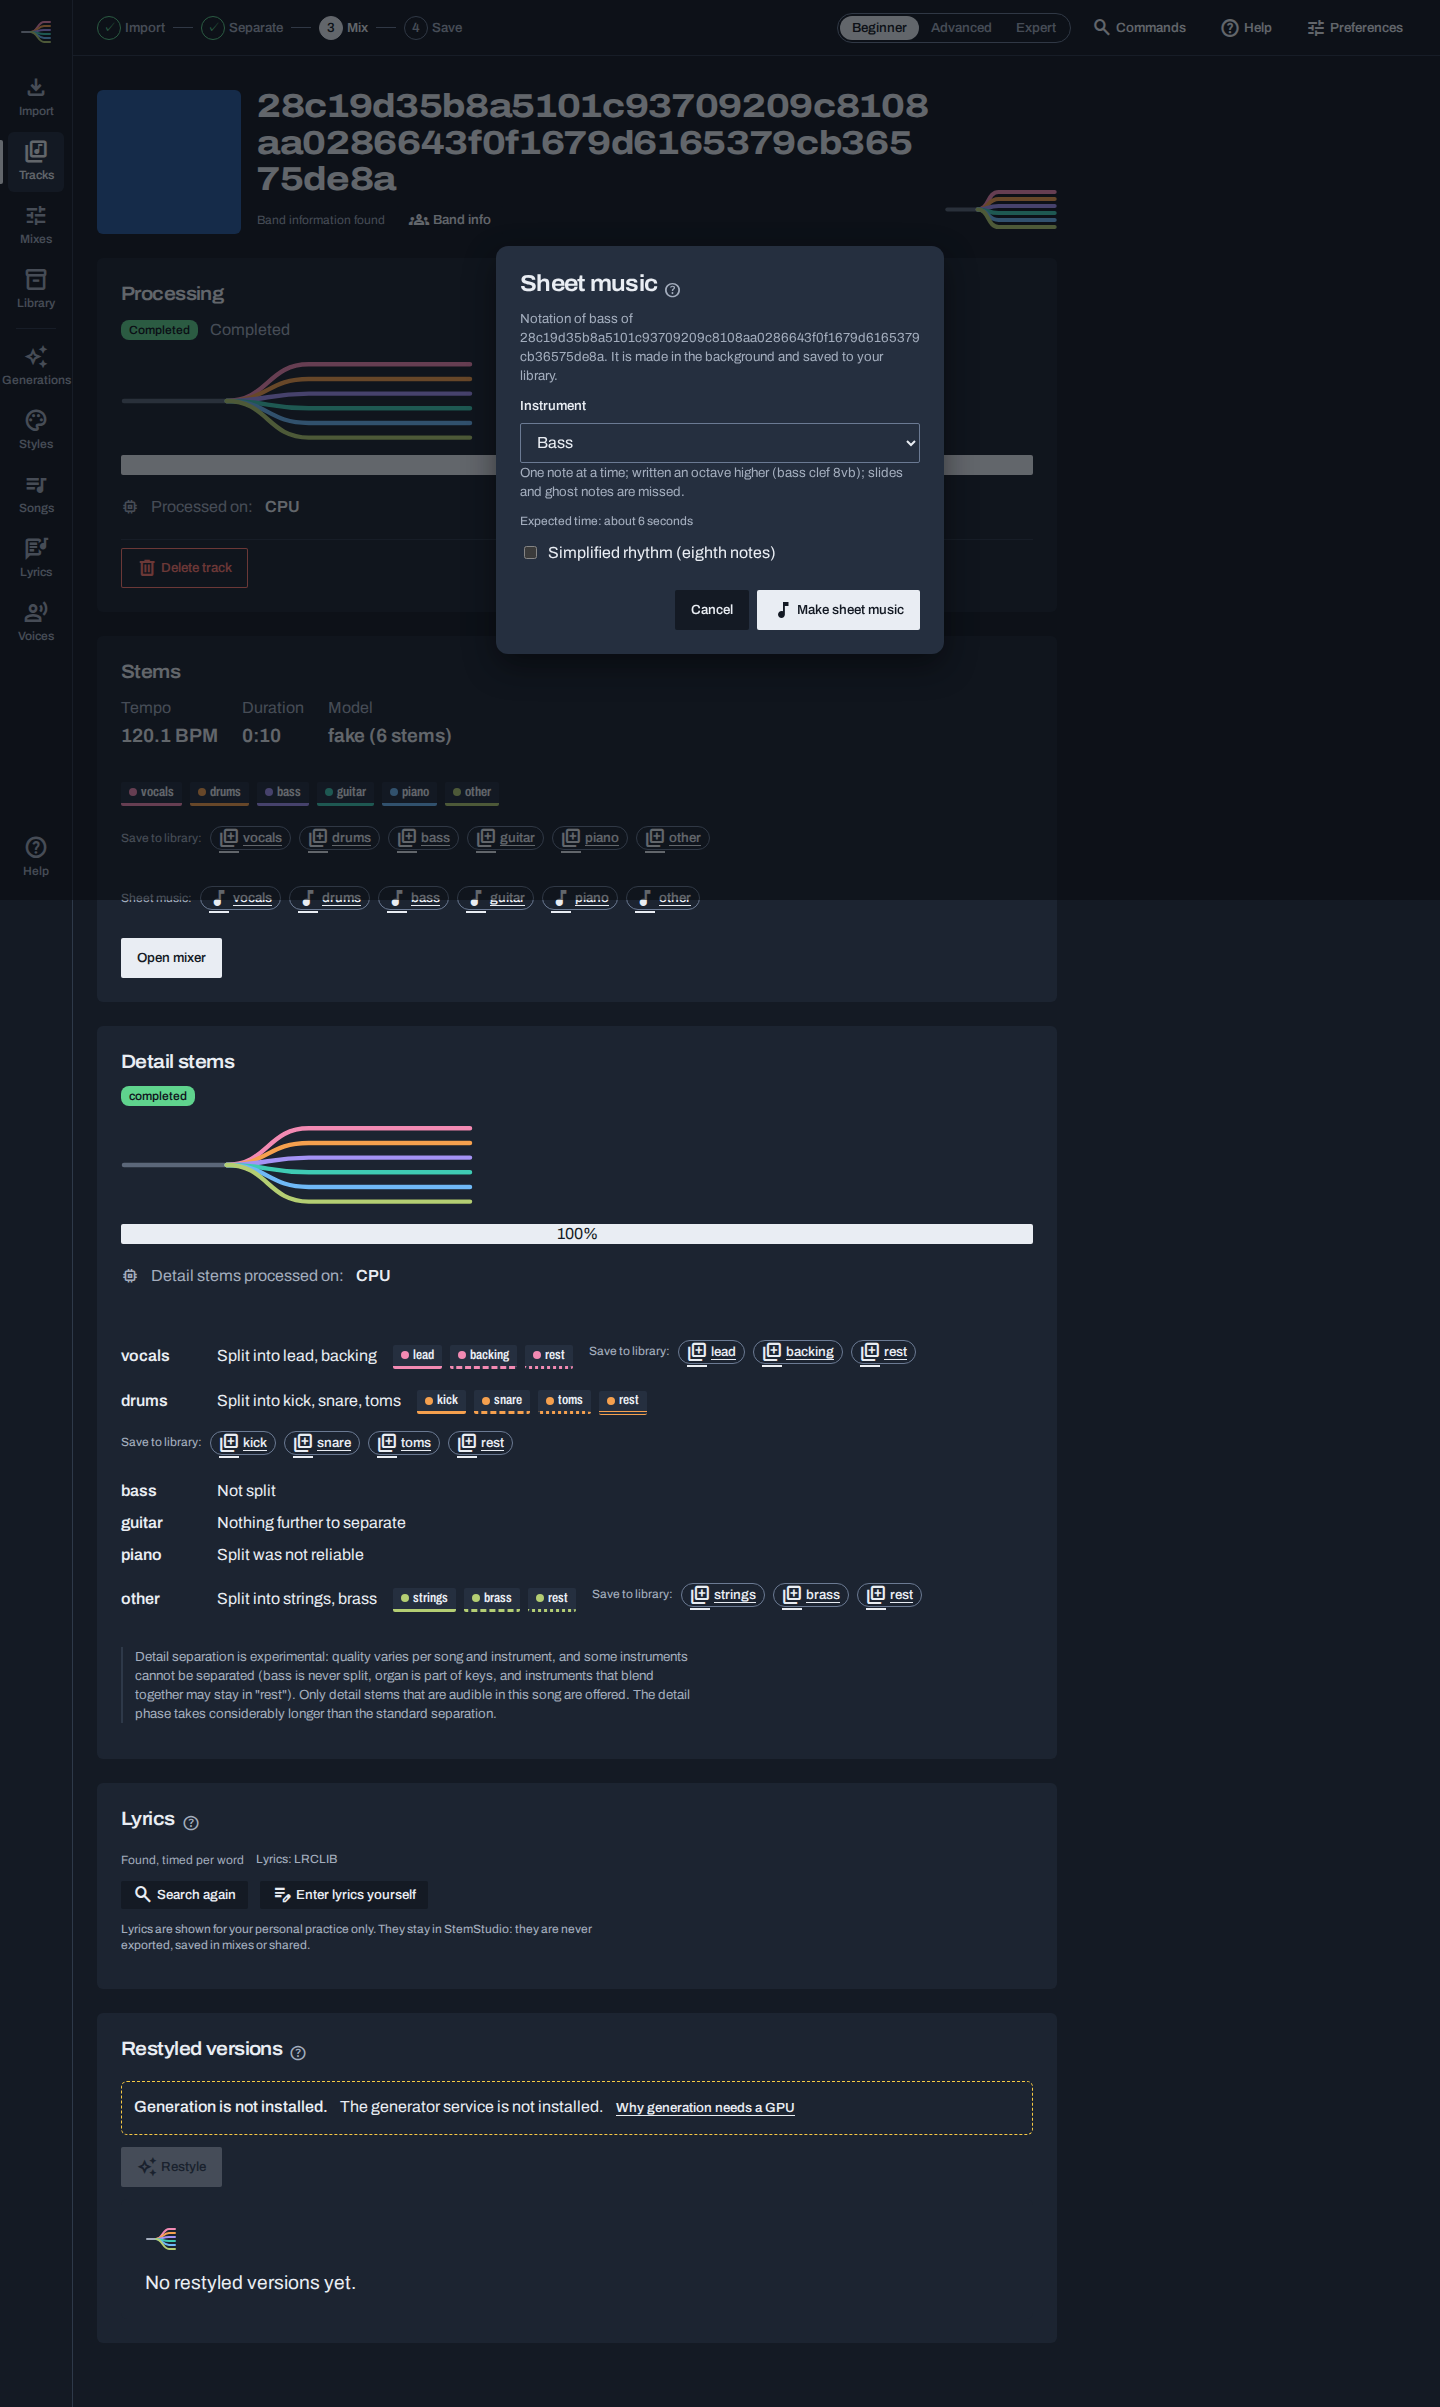 Import
Separate
3 Mix
4 Save
Beginner
Advanced
Expert
Commands
Help
Preferences
Import
Tracks
Mixes
Library
Generations
Styles
Songs
Lyrics
Voices
Help
28c19d35b8a5101c93709209c8108
aa0286643f0f1679d6165379cb365
75de8a
Band information found
Band info
Processing
Completed Completed
Processed on: CPU
Delete track
Sheet music
Notation of bass of
28c19d35b8a5101c93709209c8108aa0286643f0f1679d6165379
cb36575de8a. It is made in the background and saved to your
library.
Instrument
Bass
One note at a time; written an octave higher (bass clef 8vb); slides
and ghost notes are missed.
Expected time: about 6 seconds
Simplified rhythm (eighth notes)
Cancel
Make sheet music
Stems
Tempo Duration Model
120.1 BPM 0:10 fake (6 stems)
vocals drums bass guitar piano other
Save to library: vocals drums bass guitar piano other
Sheet music: vocals drums bass guitar piano other
Open mixer
Detail stems
completed
100%
Detail stems processed on: CPU
vocals Split into lead, backing lead backing rest Save to library: lead backing rest
drums Split into kick, snare, toms kick snare toms rest
Save to library: kick snare toms rest
bass Not split
guitar Nothing further to separate
piano Split was not reliable
other Split into strings, brass strings brass rest Save to library: strings brass rest
Detail separation is experimental: quality varies per song and instrument, and some instruments
cannot be separated (bass is never split, organ is part of keys, and instruments that blend
together may stay in "rest"). Only detail stems that are audible in this song are offered. The detail
phase takes considerably longer than the standard separation.
Lyrics
Found, timed per word Lyrics: LRCLIB
Search again
Enter lyrics yourself
Lyrics are shown for your personal practice only. They stay in StemStudio: they are never
exported, saved in mixes or shared.
Restyled versions
Generation is not installed. The generator service is not installed. Why generation needs a GPU
Restyle
No restyled versions yet.